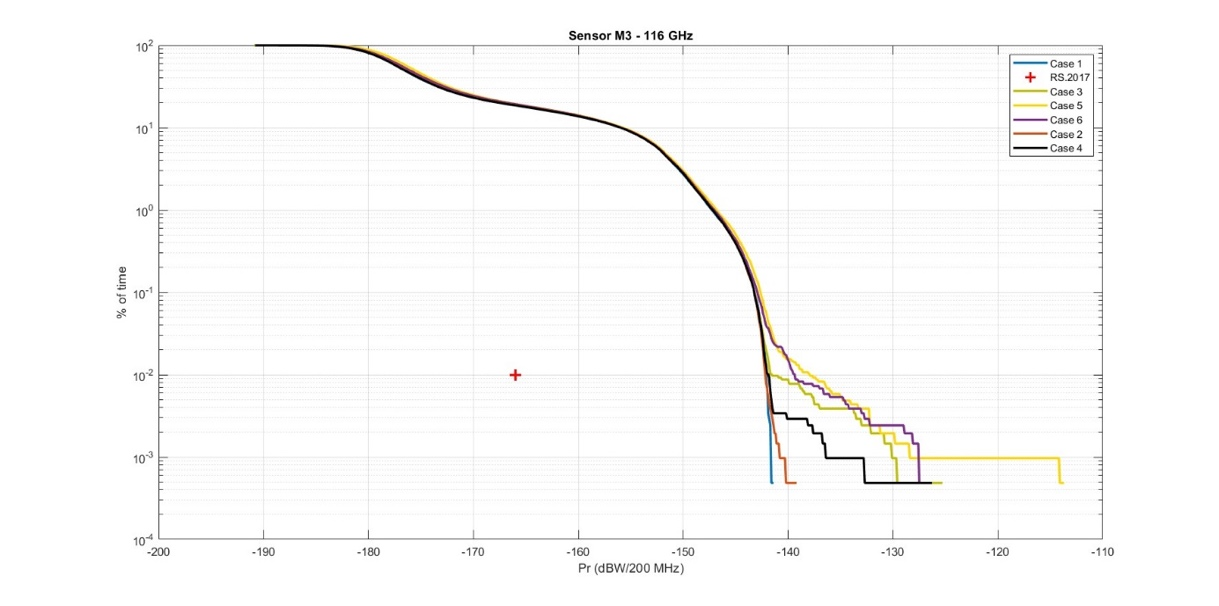 Sensor M3 - 116 GHz
Case 1
RS.2017
Case 3
Case 5
Case 6
Case 2
Case 4
% of time
10^2
10^1
10^0
10^-1
10^-2
10^-3
10^-4
-200 -190 -180 -170 -160 -150 -140 -130 -120 -110
Pr (dBW/200 MHz)